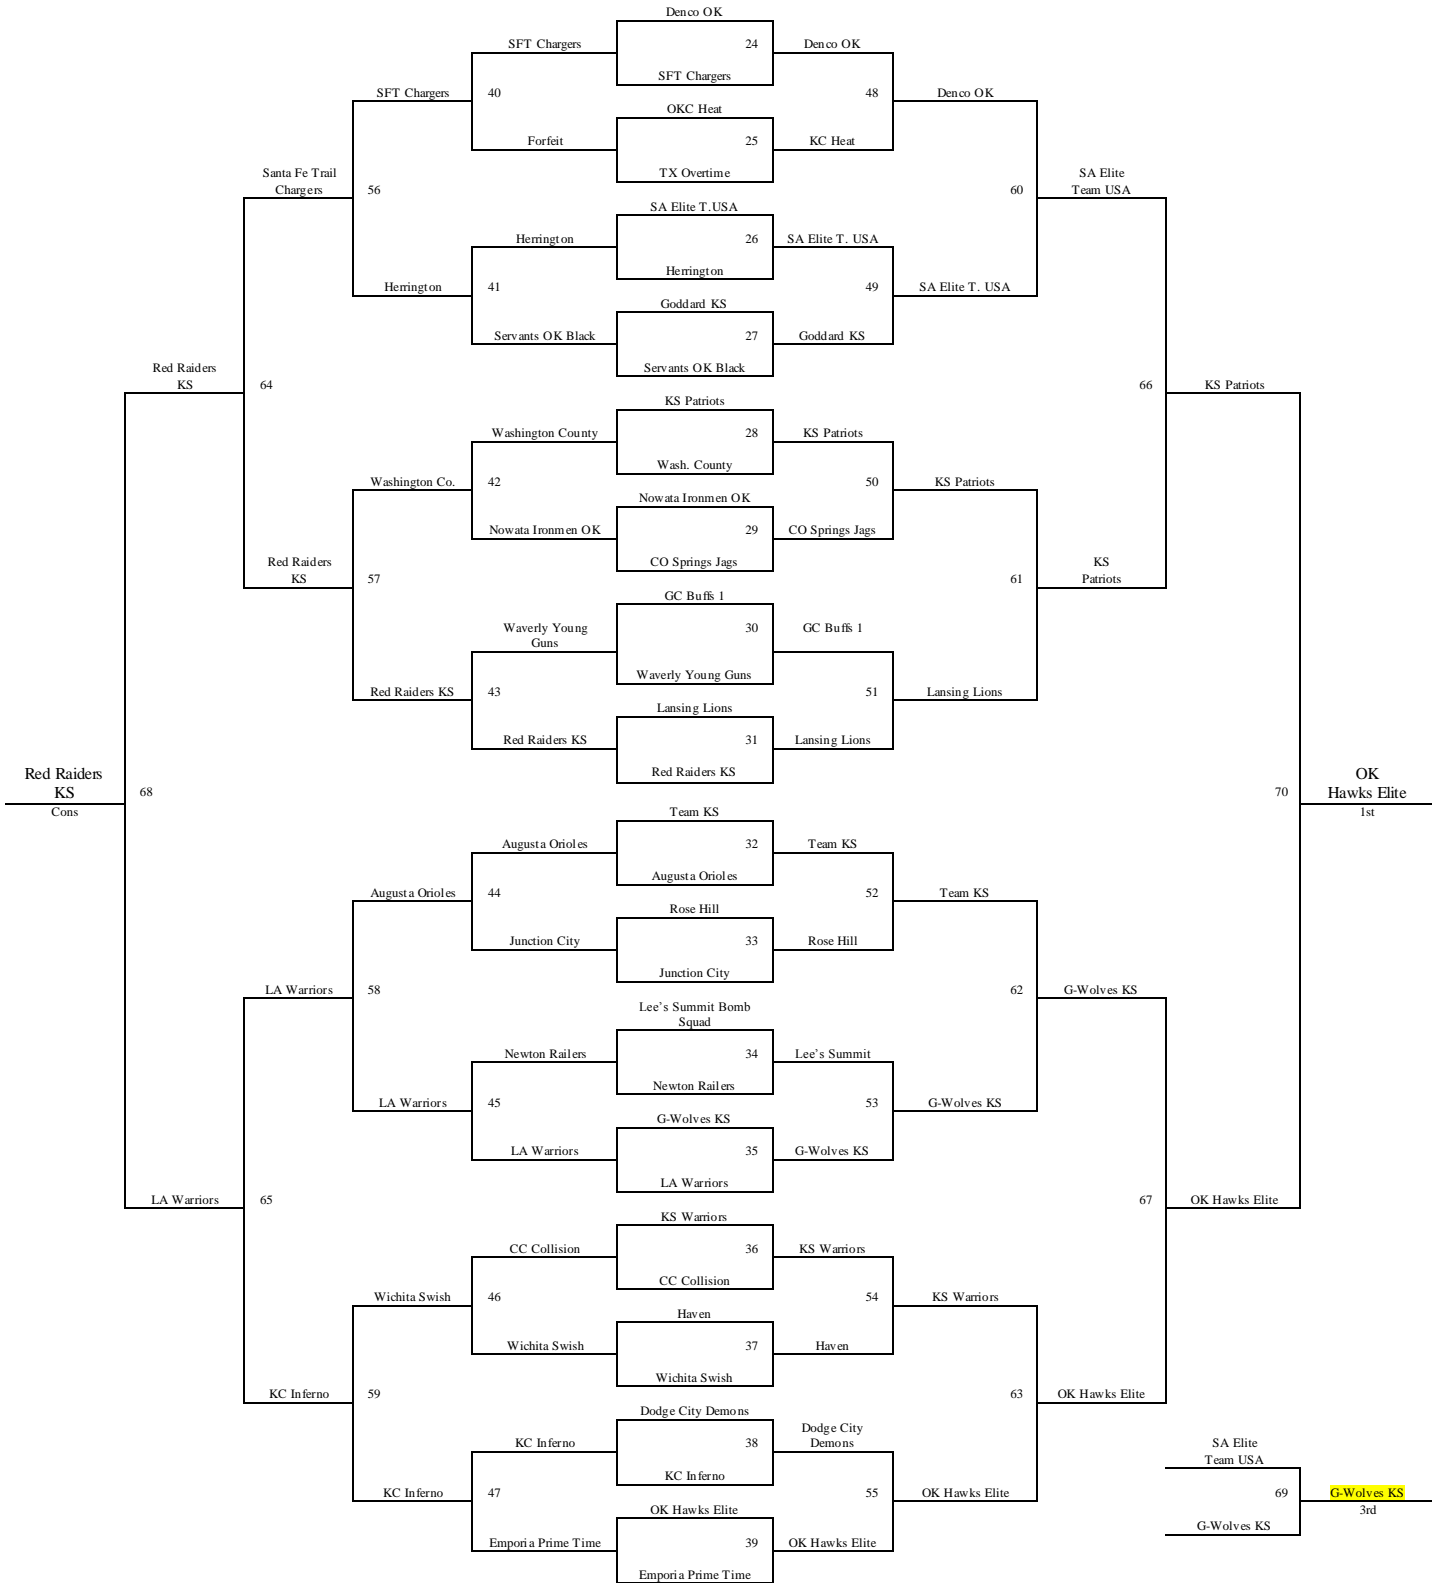 Denco OK
SFT Chargers
24
Denco OK
SFT Chargers
SFT Chargers
40
48
Denco OK
OKC Heat
Forfeit
25
KC Heat
TX Overtime
Santa Fe Trail
Chargers
56
60
SA Elite
Team USA
SA Elite T.USA
Herrington
26
SA Elite T. USA
Herrington
Herrington
41
49
SA Elite T. USA
Goddard KS
Servants OK Black
27
Goddard KS
Servants OK Black
Red Raiders
KS
64
66
KS Patriots
KS Patriots
Washington County
28
KS Patriots
Wash. County
Washington Co.
42
50
KS Patriots
Nowata Ironmen OK
Nowata Ironmen OK
29
CO Springs Jags
CO Springs Jags
Red Raiders
KS
57
61
KS
Patriots
GC Buffs 1
Waverly Young
Guns
30
GC Buffs 1
Waverly Young Guns
Red Raiders KS
43
51
Lansing Lions
Lansing Lions
Red Raiders KS
31
Lansing Lions
Red Raiders KS
Red Raiders
KS
Cons
68
70
OK
Hawks Elite
1st
Team KS
Augusta Orioles
32
Team KS
Augusta Orioles
Augusta Orioles
44
52
Team KS
Rose Hill
Junction City
33
Rose Hill
Junction City
LA Warriors
58
62
G-Wolves KS
Lee's Summit Bomb
Squad
Newton Railers
34
Lee's Summit
Newton Railers
LA Warriors
45
53
G-Wolves KS
G-Wolves KS
LA Warriors
35
G-Wolves KS
LA Warriors
LA Warriors
65
67
OK Hawks Elite
KS Warriors
CC Collision
36
KS Warriors
CC Collision
Wichita Swish
46
54
KS Warriors
Haven
Wichita Swish
37
Haven
Wichita Swish
KC Inferno
59
63
OK Hawks Elite
Dodge City Demons
KC Inferno
38
Dodge City
Demons
KC Inferno
KC Inferno
47
55
OK Hawks Elite
OK Hawks Elite
Emporia Prime Time
39
OK Hawks Elite
Emporia Prime Time
SA Elite
Team USA
69
G-Wolves KS
3rd
G-Wolves KS